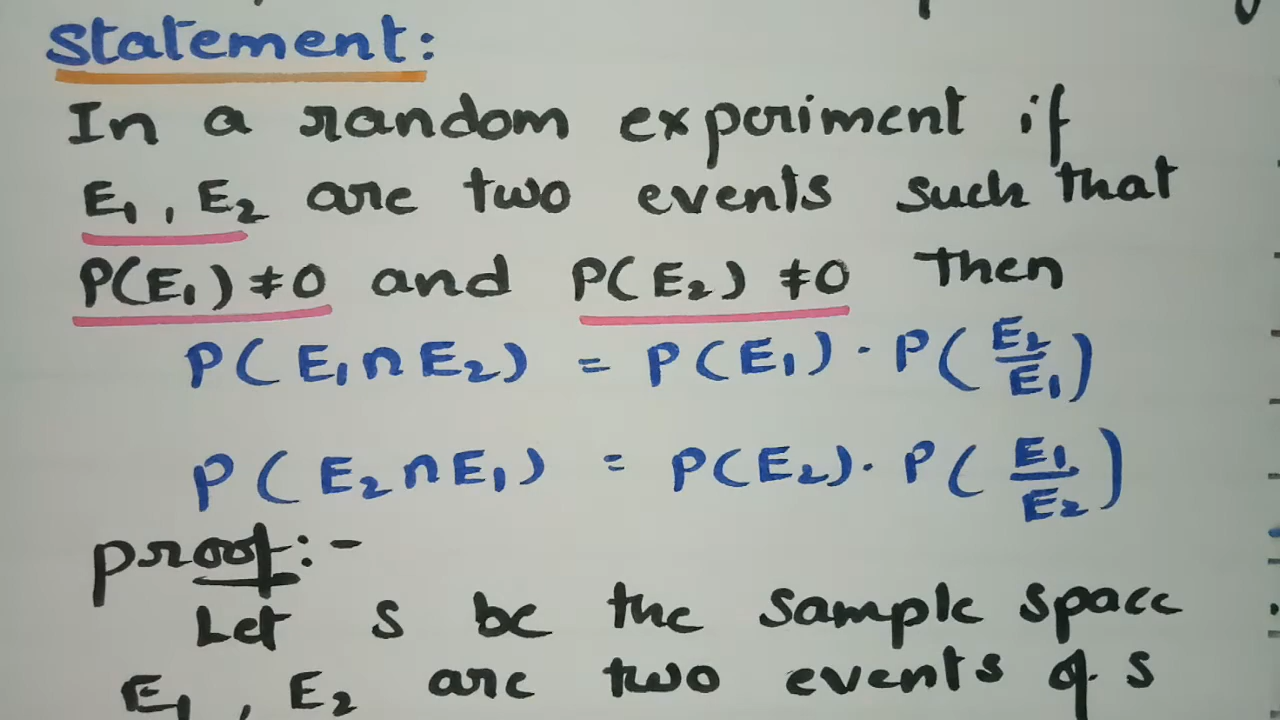 Statement:
In a random experiment if
E₁, E₂ are two events such that
P(E₁) ≠ 0 and P(E₂) ≠ 0 then
P(E₁ ∩ E₂) = P(E₁) · P(E₂/E₁)
P(E₂ ∩ E₁) = P(E₂) · P(E₁/E₂)
proof:-
Let S be the sample space
E₁, E₂ are two events of S